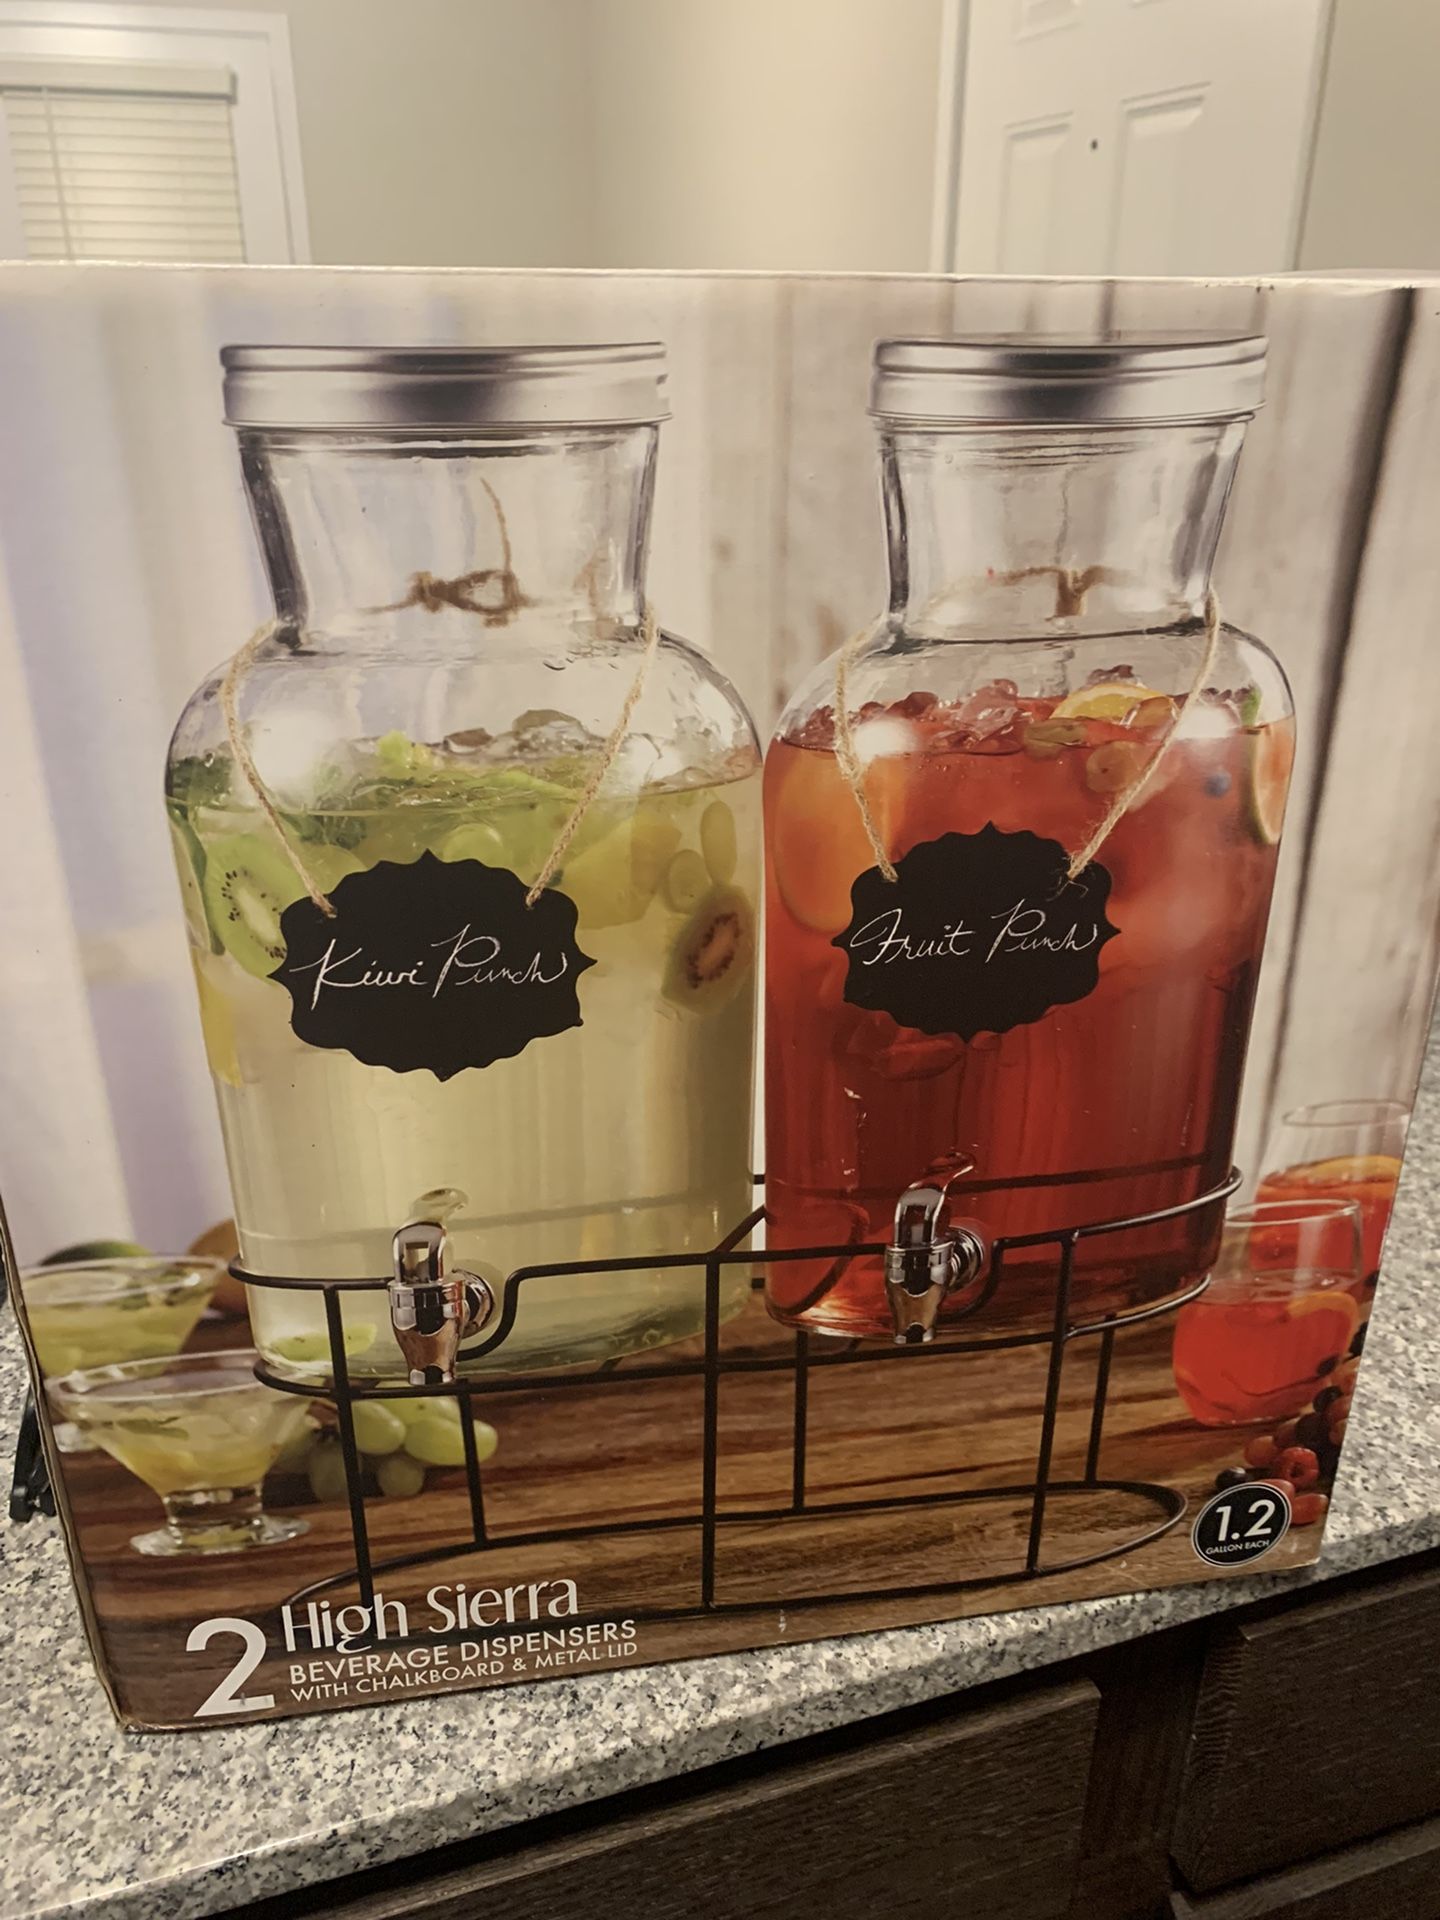 Kiwi Punch
Fruit Punch
1.2
GALLON EACH
2 High Sierra
BEVERAGE DISPENSERS
WITH CHALKBOARD & METAL LID